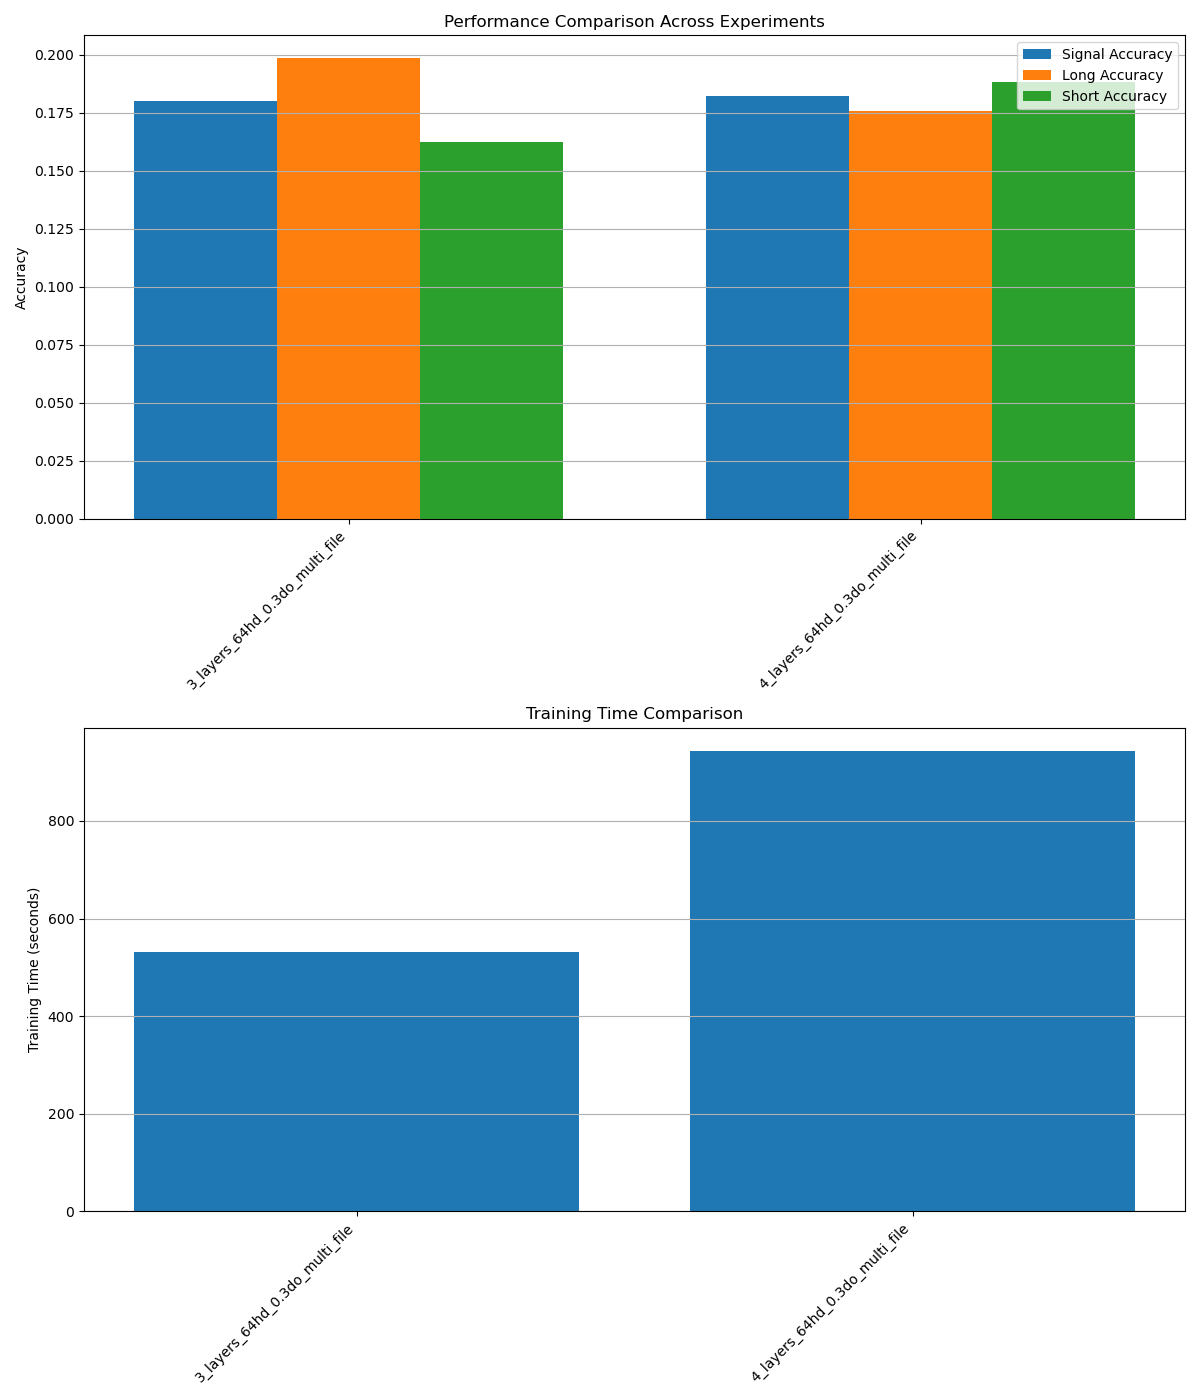 Performance Comparison Across Experiments
Signal Accuracy
Long Accuracy
Short Accuracy
0.200
0.175
0.150
0.125
0.100
0.075
0.050
0.025
0.000
Accuracy
3_layers_64hd_0.3do_multi_file
4_layers_64hd_0.3do_multi_file
Training Time Comparison
800
600
400
200
0
Training Time (seconds)
3_layers_64hd_0.3do_multi_file
4_layers_64hd_0.3do_multi_file